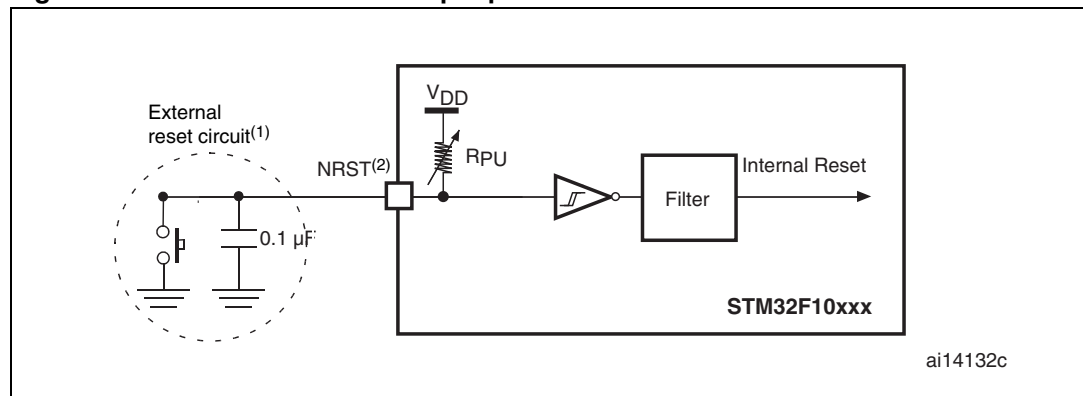 External
reset circuit(1)
NRST(2)
VDD
RPU
0.1 µF
Filter
Internal Reset
STM32F10xxx
ai14132c